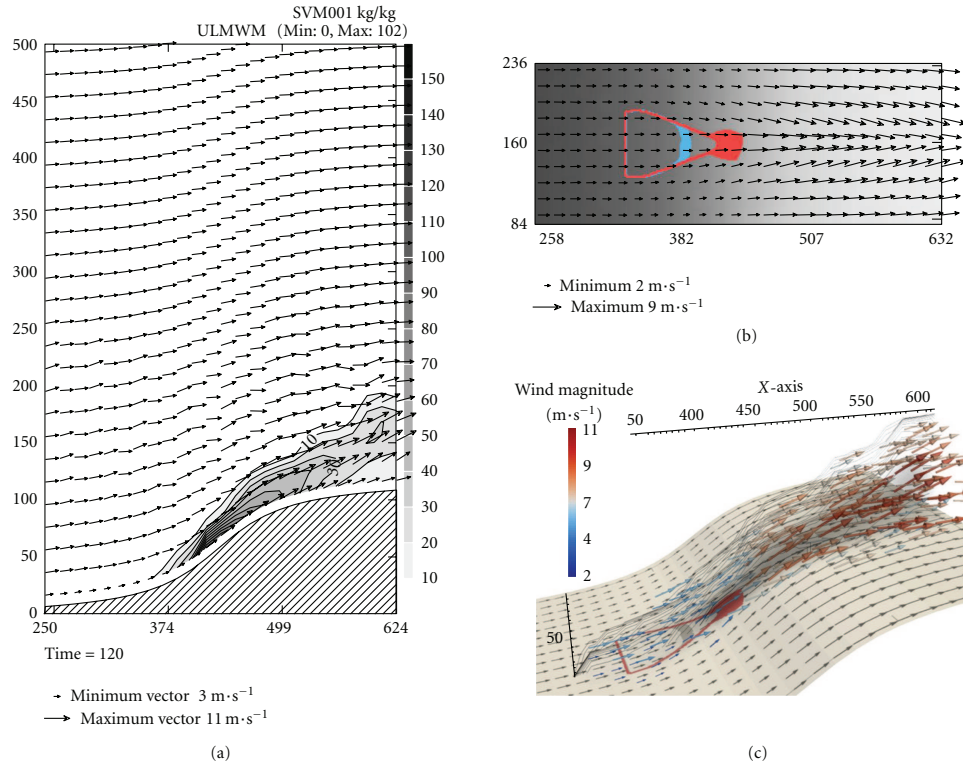 SVM001 kg/kg
ULMWM (Min: 0, Max: 102)
500
450
400
350
300
250
200
150
100
50
0
250 374 499 624
150
140
130
120
110
100
90
80
70
60
50
40
30
20
10
10
30
Time = 120
Minimum vector 3 m·s⁻¹
Maximum vector 11 m·s⁻¹
(a)
236
160
84
258 382 507 632
Minimum 2 m·s⁻¹
Maximum 9 m·s⁻¹
(b)
Wind magnitude
(m·s⁻¹)
11
9
7
4
2
X-axis
50 400 450 500 550 600
50
(c)